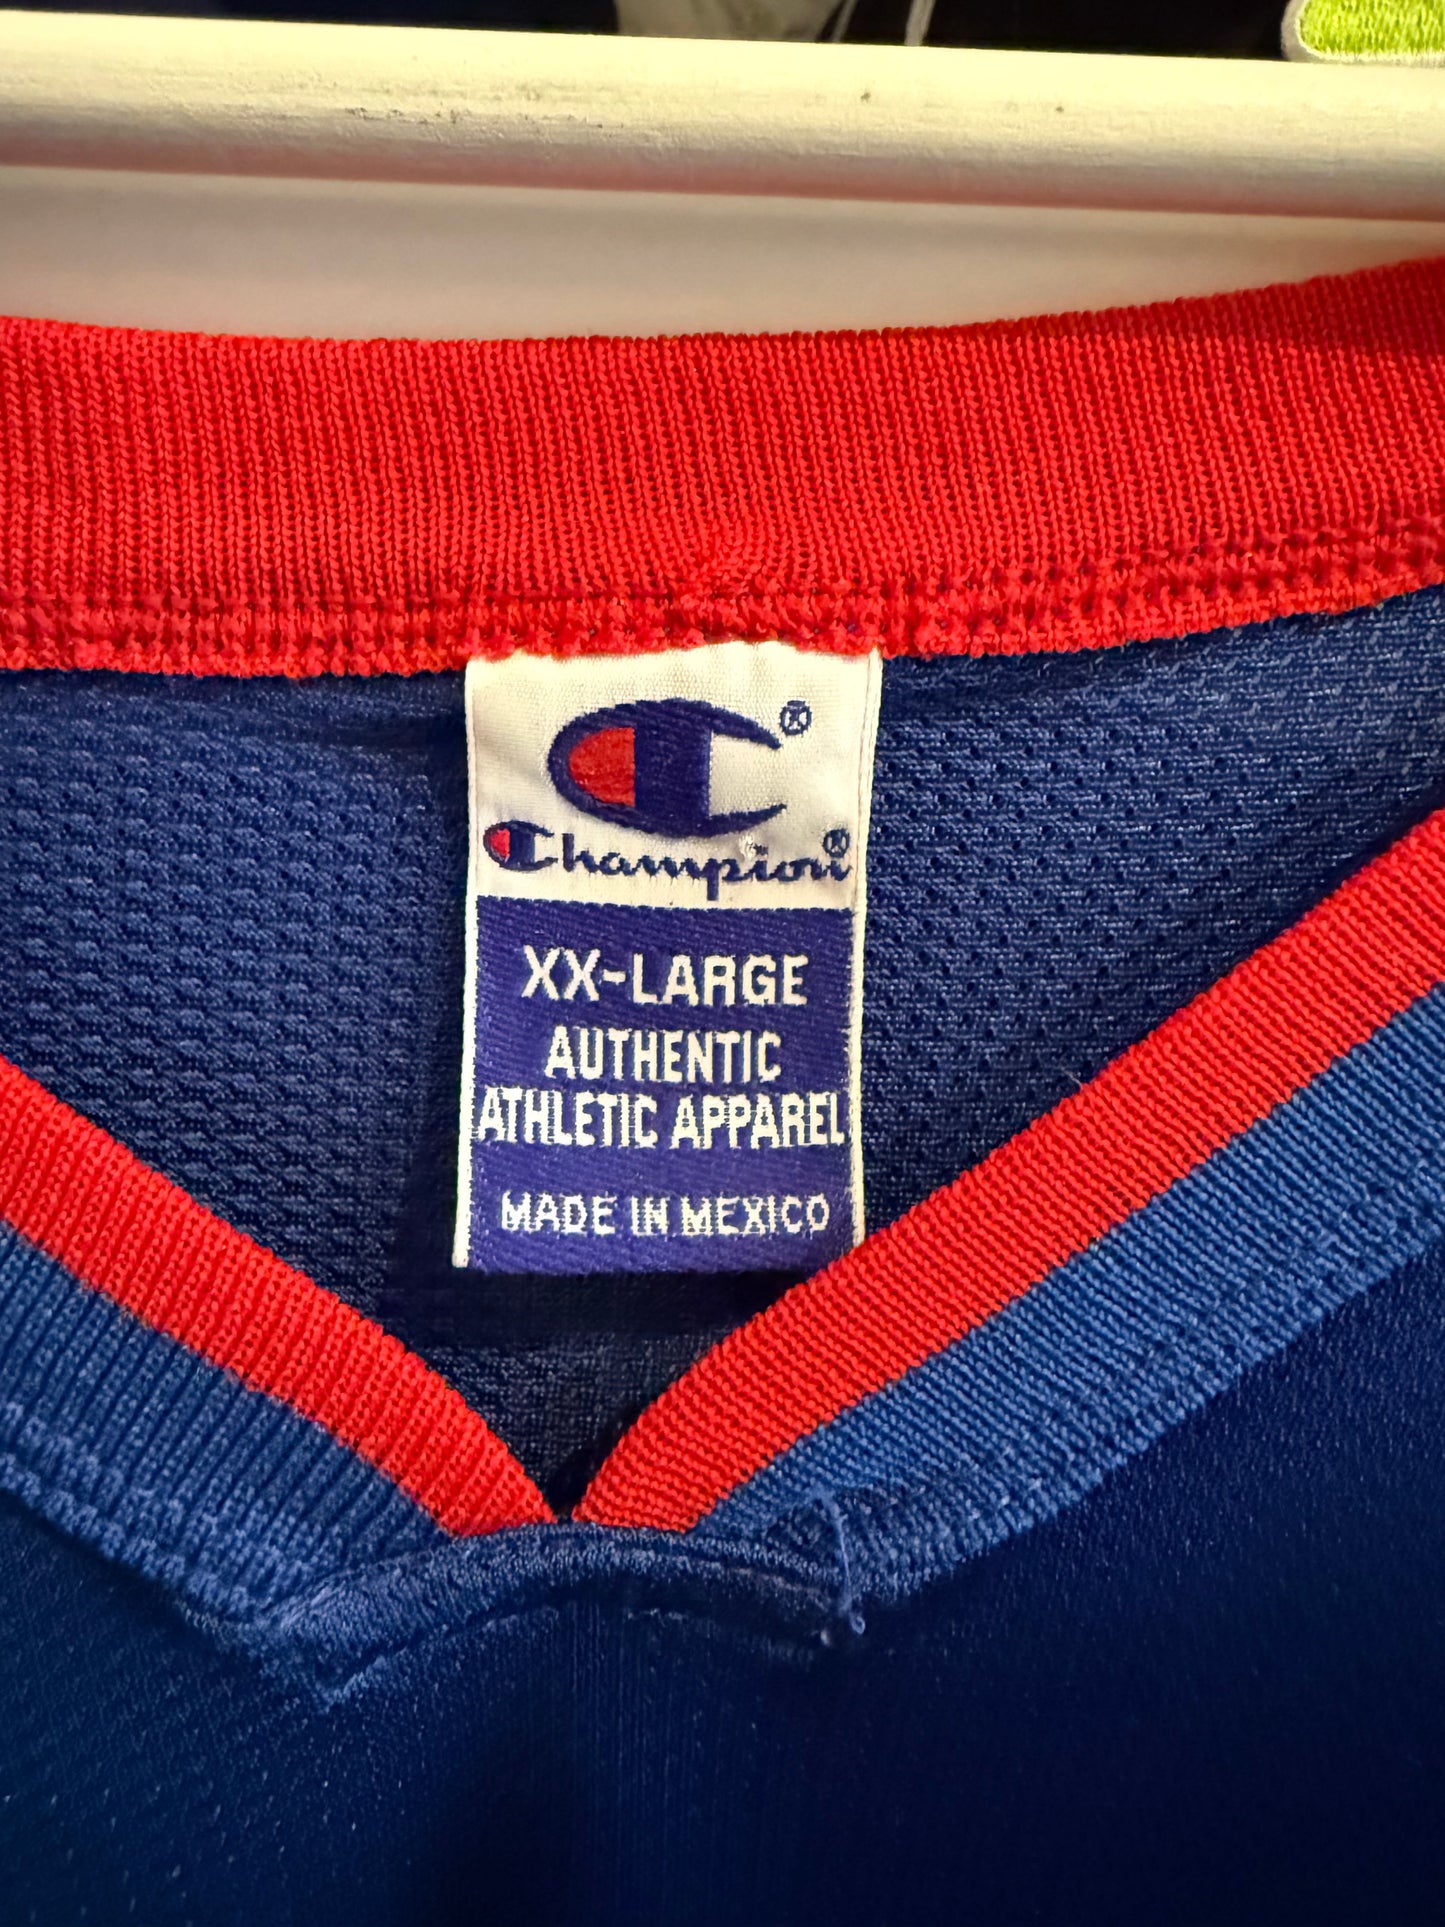 ®
Champion®
XX-LARGE
AUTHENTIC
ATHLETIC APPAREL
MADE IN MEXICO